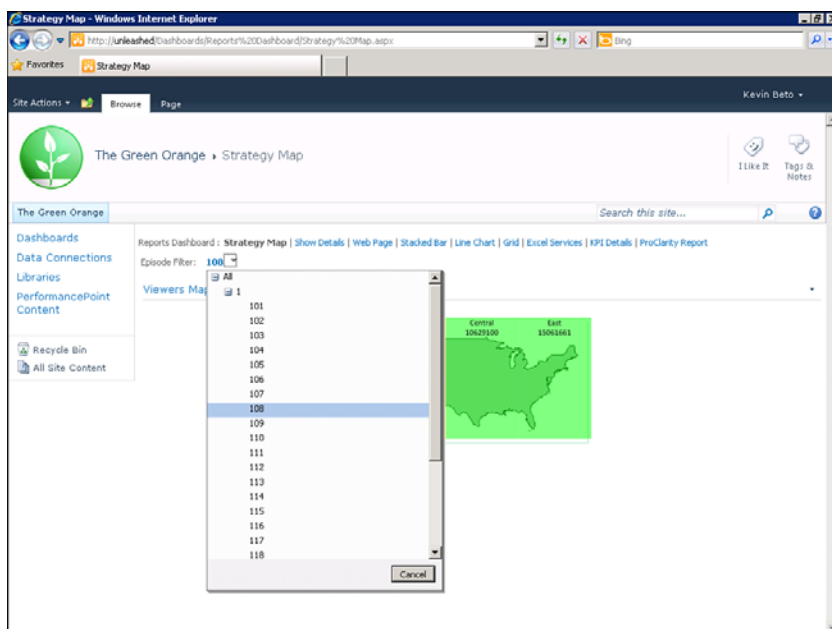 Strategy Map - Windows Internet Explorer
http://unleashed/Dashboards/Reports%20Dashboard/Strategy%20Map.aspx
Bing
Favorites Strategy Map
Site Actions Browse Page Kevin Beto
The Green Orange Strategy Map
I Like It Tags & Notes
The Green Orange Search this site...
Dashboards
Data Connections
Libraries
PerformancePoint Content
Recycle Bin
All Site Content
Reports Dashboard : Strategy Map | Show Details | Web Page | Stacked Bar | Line Chart | Grid | Excel Services | KPI Details | ProClarity Report
Episode Filter: 108
Viewers Map
All
1
101
102
103
104
105
106
107
108
109
110
111
112
113
114
115
116
117
118
Cancel
Central East
10629100 15061661